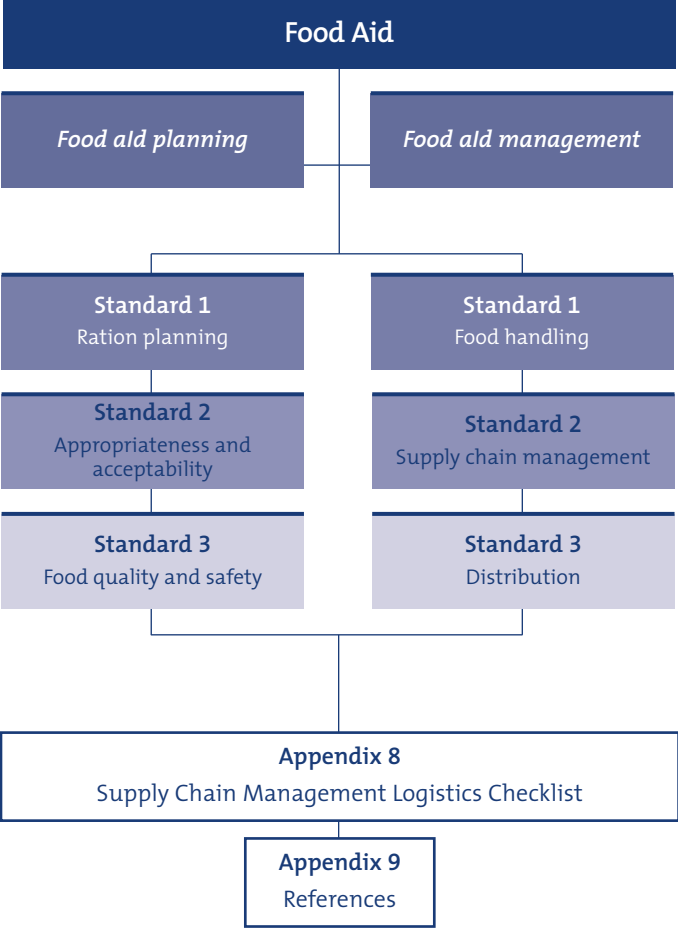 Food Aid
Food aId planning
Food aId management
Standard 1
Ration planning
Standard 1
Food handling
Standard 2
Appropriateness and
acceptability
Standard 2
Supply chain management
Standard 3
Food quality and safety
Standard 3
Distribution
Appendix 8
Supply Chain Management Logistics Checklist
Appendix 9
References